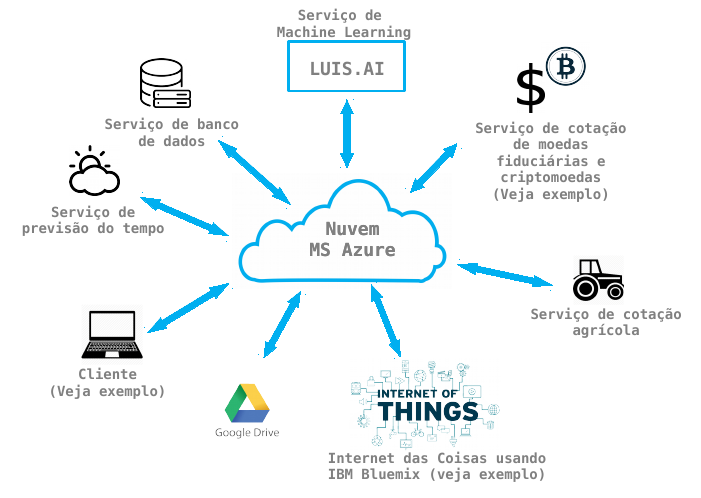 Serviço de
Machine Learning
LUIS.AI
Serviço de banco
de dados
$
₿
Serviço de cotação
de moedas
fiduciárias e
criptomoedas
(Veja exemplo)
Serviço de
previsão do tempo
Nuvem
MS Azure
Serviço de cotação
agrícola
Cliente
(Veja exemplo)
Google Drive
INTERNET OF
THINGS
Internet das Coisas usando
IBM Bluemix (veja exemplo)